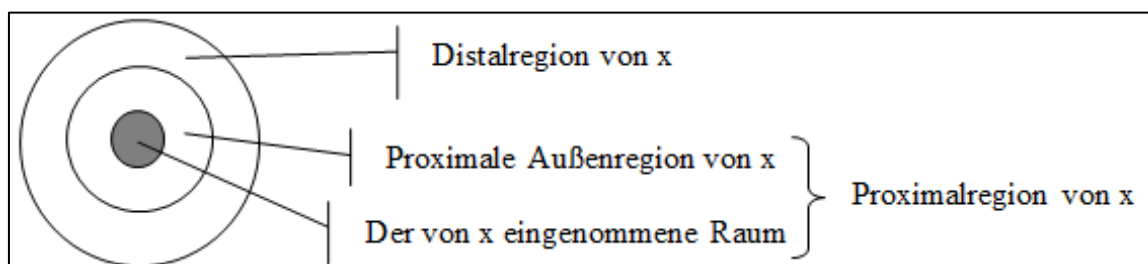 Distalregion von x
Proximale Außenregion von x
Proximalregion von x
Der von x eingenommene Raum